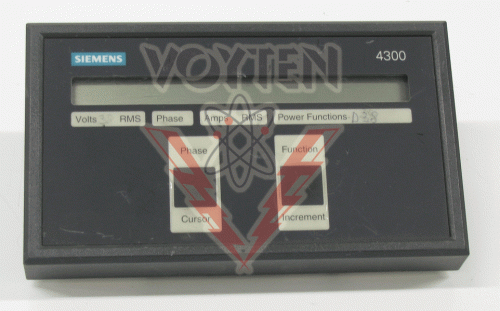 VOYTEN
SIEMENS 4300
Volts RMS Phase Amps RMS Power Functions
Phase Function
Cursor Increment